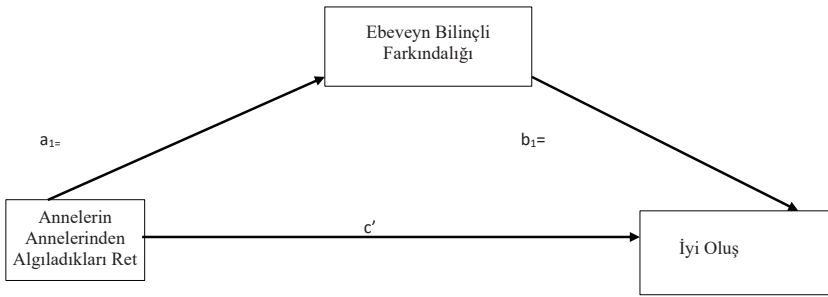 Ebeveyn Bilinçli
Farkındalığı
a1=
b1=
Annelerin
Annelerinden
Algıladıkları Ret
c’
İyi Oluş